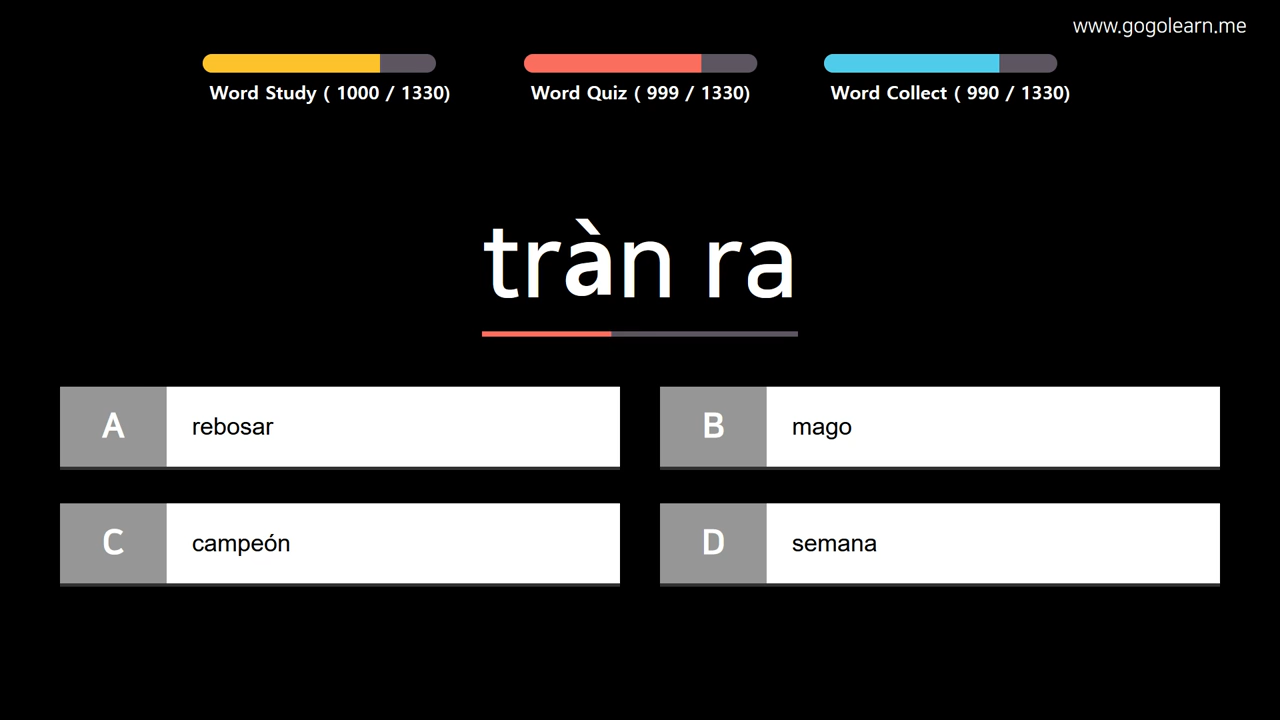 www.gogolearn.me
Word Study ( 1000 / 1330)
Word Quiz ( 999 / 1330)
Word Collect ( 990 / 1330)
tràn ra
A rebosar
B mago
C campeón
D semana